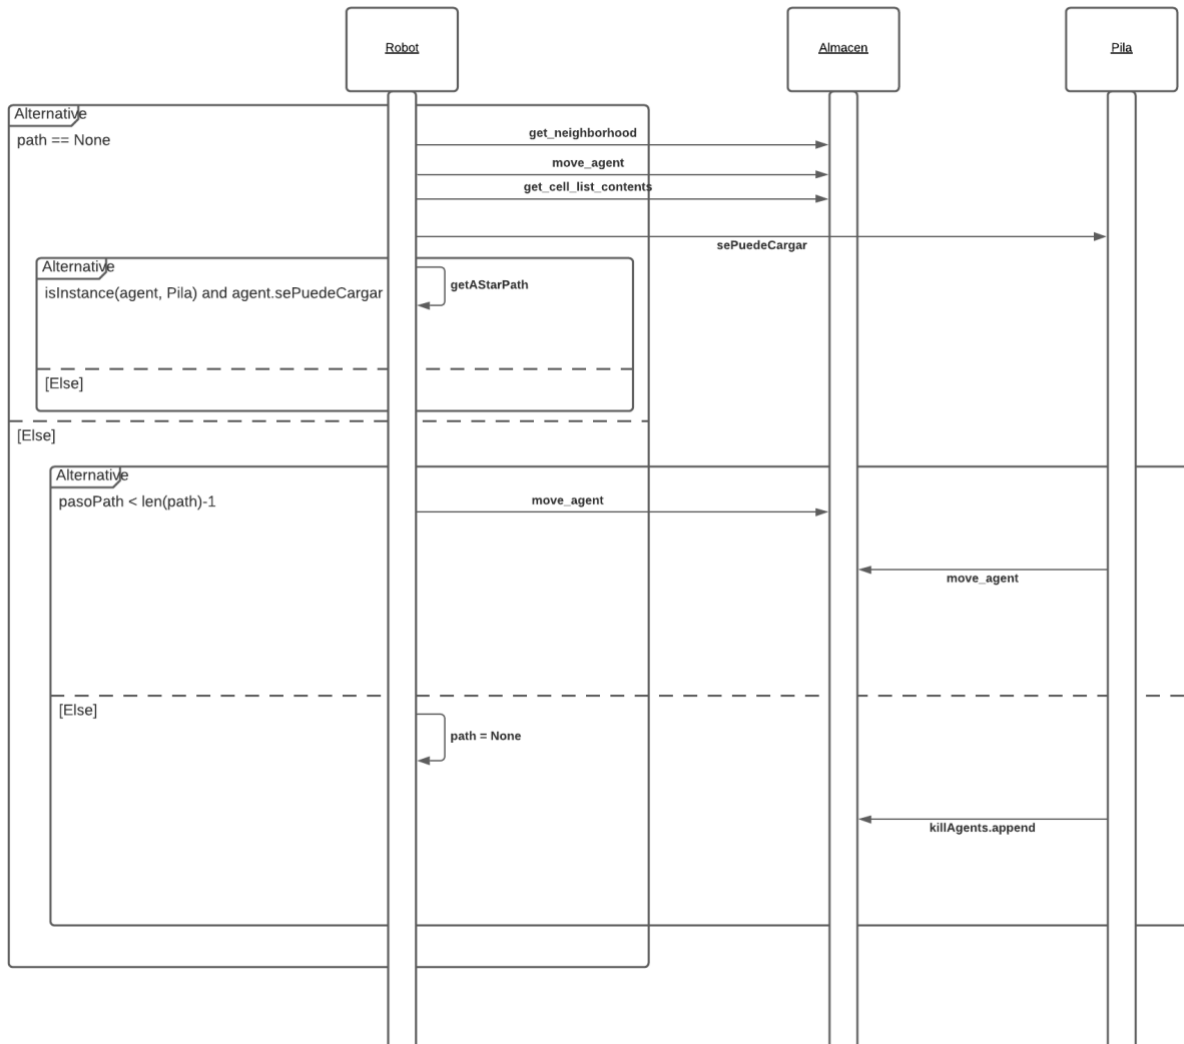 Robot
Almacen
Pila
Alternative
path == None
get_neighborhood
move_agent
get_cell_list_contents
sePuedeCargar
Alternative
isInstance(agent, Pila) and agent.sePuedeCargar
getAStarPath
[Else]
[Else]
Alternative
pasoPath < len(path)-1
move_agent
move_agent
[Else]
path = None
killAgents.append